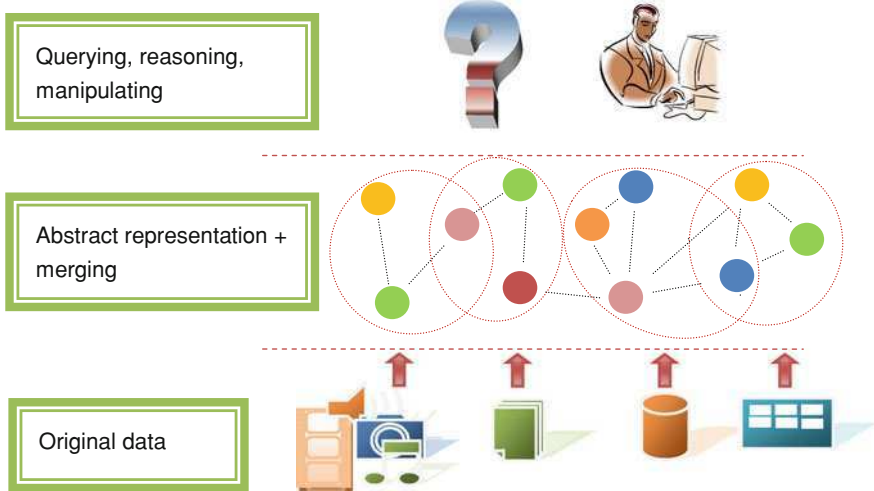 Querying, reasoning,
manipulating
Abstract representation +
merging
Original data